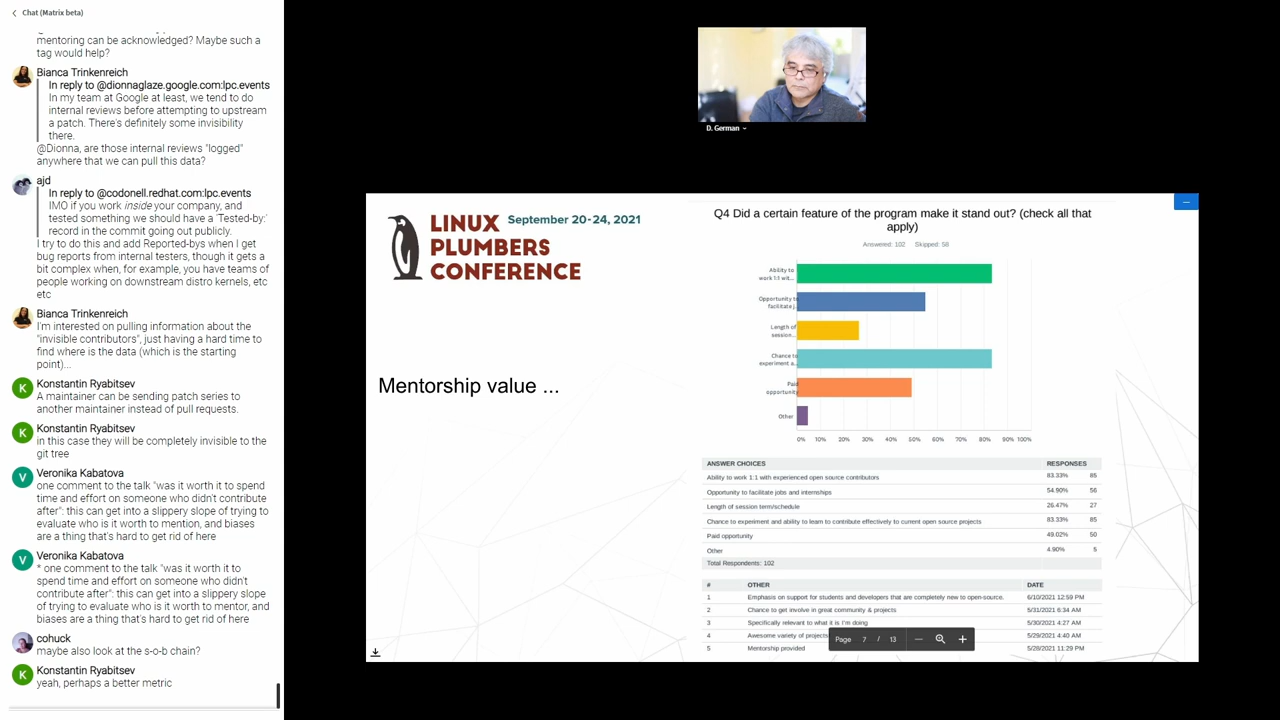 Chat (Matrix beta)
mentoring can be acknowledged? Maybe such a
tag would help?
Bianca Trinkenreich
In reply to @dionnaglaze.google.com:lpc.events
In my team at Google at least, we tend to do
internal reviews before attempting to upstream
a patch. There's definitely some invisibility
there.
@Dionna, are those internal reviews "logged"
anywhere that we can pull this data?
ajd
In reply to @codonell.redhat.com:lpc.events
IMO if you work inside your company, and
tested something we should have a 'Tested-by:'
record in the commit going out publicly.
I try to do this and add Reported-bys when I get
bug reports from internal teams, though it gets a
bit complex when, for example, you have teams of
people working on downstream distro kernels, etc
etc
Bianca Trinkenreich
I'm interested on pulling information about the
"invisible contributors", just having a hard time to
find where is the data (which is the starting
point)...
K
Konstantin Ryabitsev
A maintainer can be sending patch series to
another maintainer instead of pull requests.
K
Konstantin Ryabitsev
in this case they will be completely invisible to the
git tree
V
Veronika Kabatova
one comment to the talk "was it worth it to spend
time and effort on someone who didn't contribute
after": this can get into a slippery slope of trying to
evaluate who is it worth to mention, and biases
are a thing that's hard to get rid of here
V
Veronika Kabatova
* one comment to the talk "was it worth it to
spend time and effort on someone who didn't
contribute after": this can get into a slippery slope
of trying to evaluate who is it worth to mentor, and
biases are a thing that's hard to get rid of here
cohuck
maybe also look at the s-o-b chain?
K
Konstantin Ryabitsev
yeah, perhaps a better metric
D. German
LINUX
PLUMBERS
CONFERENCE
September 20-24, 2021
Mentorship value ...
Q4 Did a certain feature of the program make it stand out? (check all that
apply)
Answered: 102 Skipped: 58
Ability to
work 1:1 wit...
Opportunity to
facilitate j...
Length of
session...
Chance to
experiment a...
Paid
opportunity
Other
0% 10% 20% 30% 40% 50% 60% 70% 80% 90% 100%
ANSWER CHOICES RESPONSES
Ability to work 1:1 with experienced open source contributors 83.33% 85
Opportunity to facilitate jobs and internships 54.90% 56
Length of session term/schedule 26.47% 27
Chance to experiment and ability to learn to contribute effectively to current open source projects 83.33% 85
Paid opportunity 49.02% 50
Other 4.90% 5
Total Respondents: 102
# OTHER DATE
1 Emphasis on support for students and developers that are completely new to open-source. 6/10/2021 12:59 PM
2 Chance to get involve in great community & projects 5/31/2021 6:34 AM
3 Specifically relevant to what it is I'm doing 5/30/2021 4:27 AM
4 Awesome variety of projects 5/29/2021 4:40 AM
5 Mentorship provided 5/28/2021 11:29 PM
Page 7 / 13